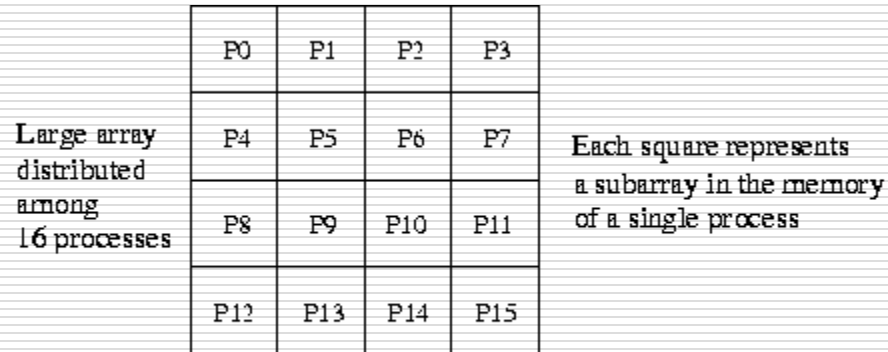 P0 P1 P2 P3
Large array
distributed
among
16 processes
P4 P5 P6 P7
P8 P9 P10 P11
P12 P13 P14 P15
Each square represents
a subarray in the memory
of a single process